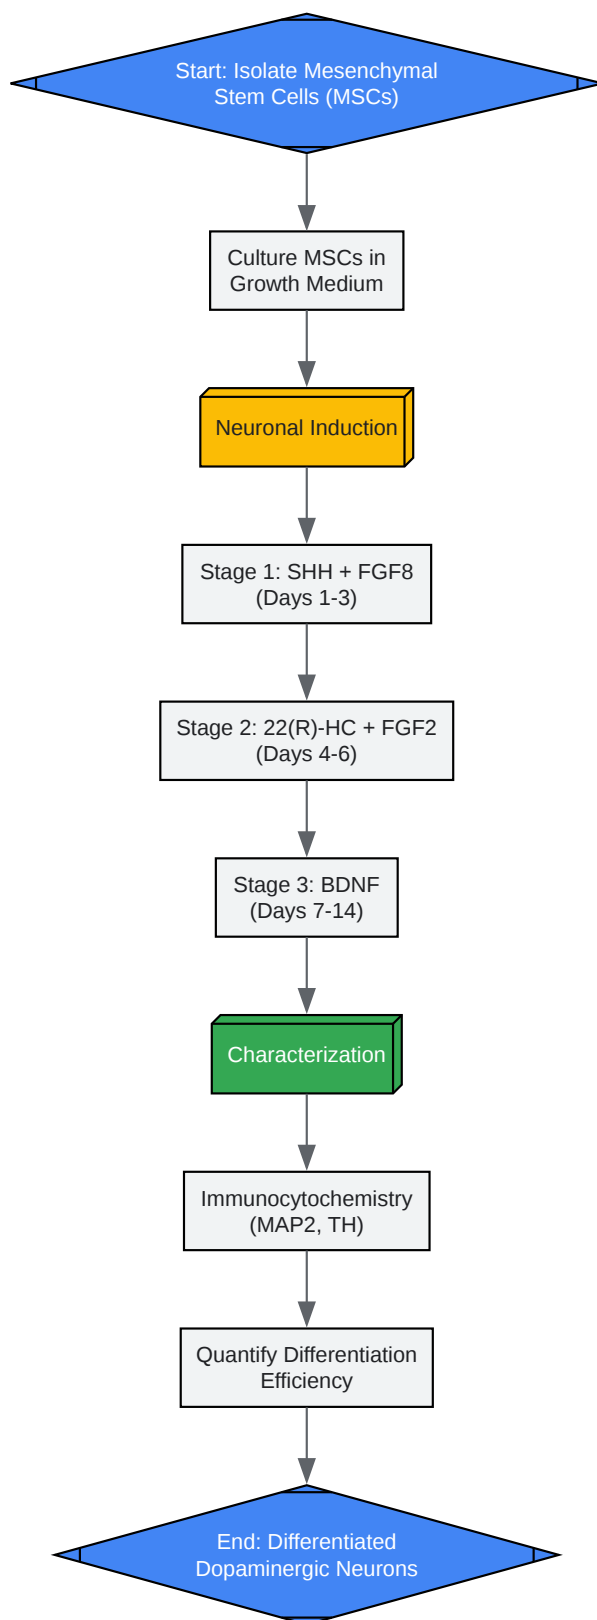 Start: Isolate Mesenchymal
Stem Cells (MSCs)
Culture MSCs in
Growth Medium
Neuronal Induction
Stage 1: SHH + FGF8
(Days 1-3)
Stage 2: 22(R)-HC + FGF2
(Days 4-6)
Stage 3: BDNF
(Days 7-14)
Characterization
Immunocytochemistry
(MAP2, TH)
Quantify Differentiation
Efficiency
End: Differentiated
Dopaminergic Neurons